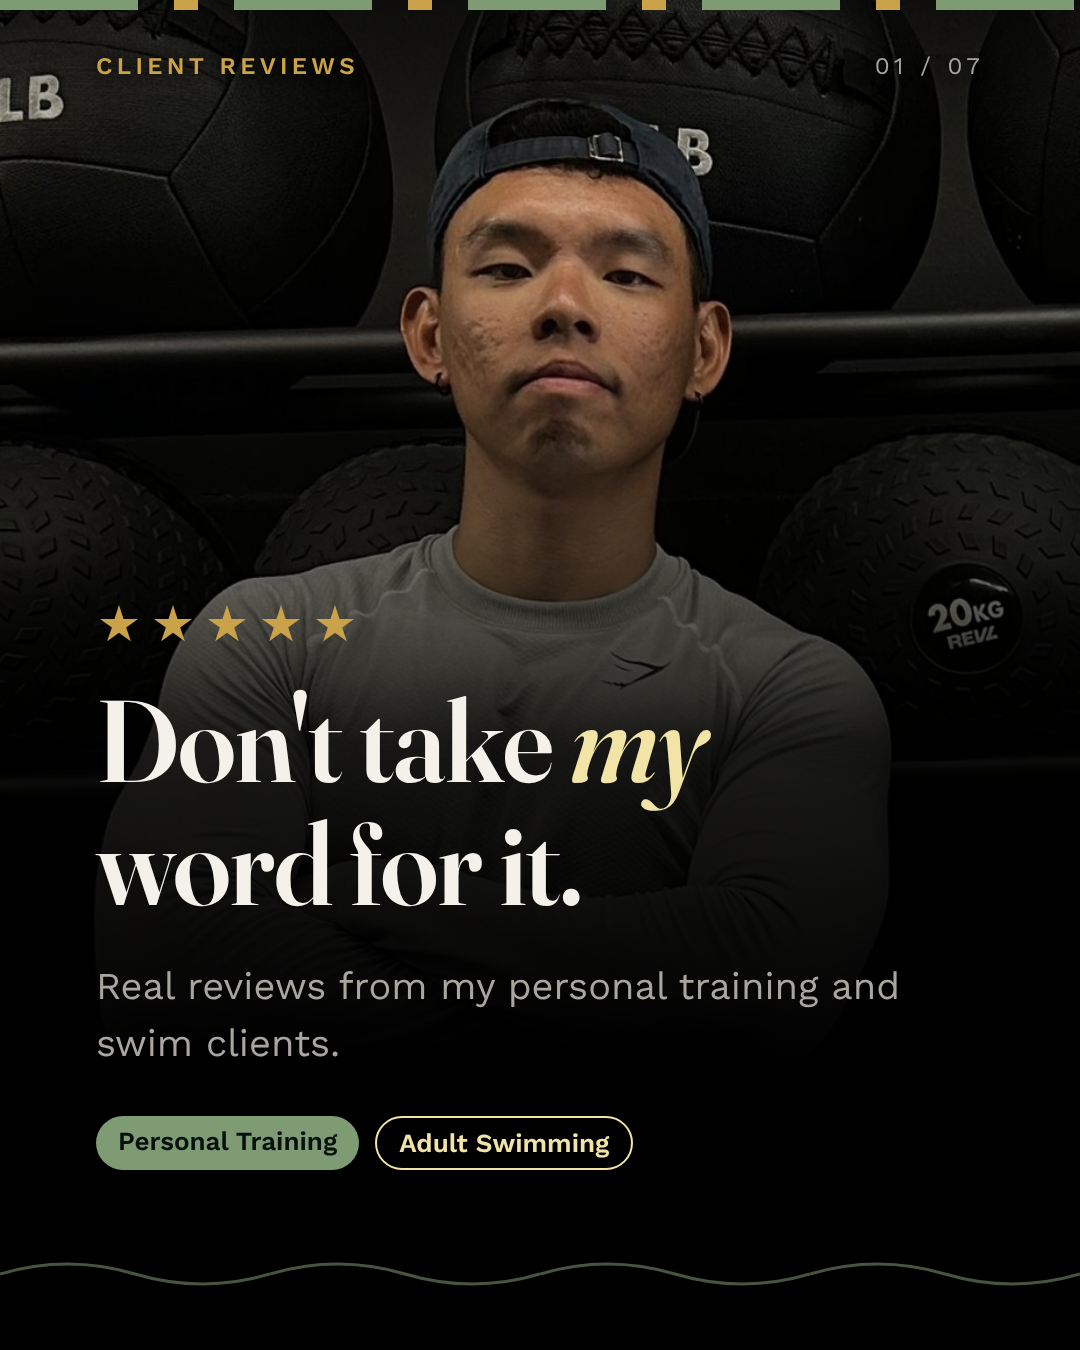 CLIENT REVIEWS
01 / 07
LB
LB
★★★★★
20KG
REVL
Don't take my
word for it.
Real reviews from my personal training and
swim clients.
Personal Training
Adult Swimming